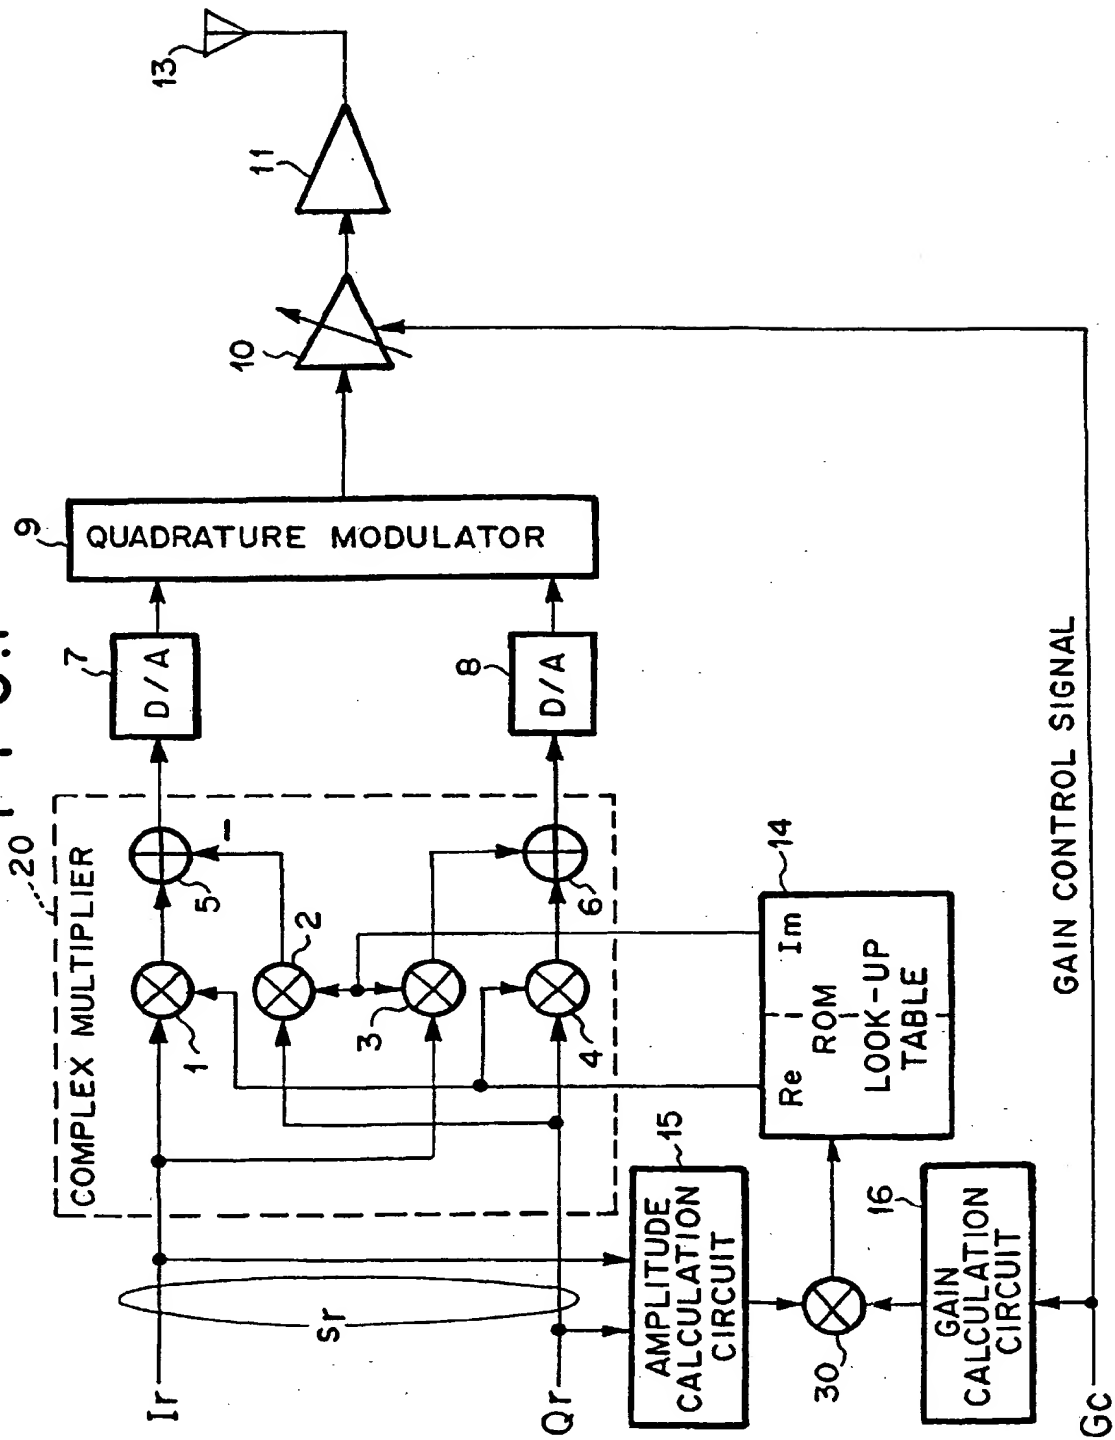 20
COMPLEX MULTIPLIER
Ir
Qr
Sr
1
2
3
4
5
6
7
D/A
8
D/A
9
QUADRATURE MODULATOR
10
11
13
14
Re
Im
ROM
LOOK-UP
TABLE
15
AMPLITUDE
CALCULATION
CIRCUIT
30
16
GAIN
CALCULATION
CIRCUIT
Gc
GAIN CONTROL SIGNAL